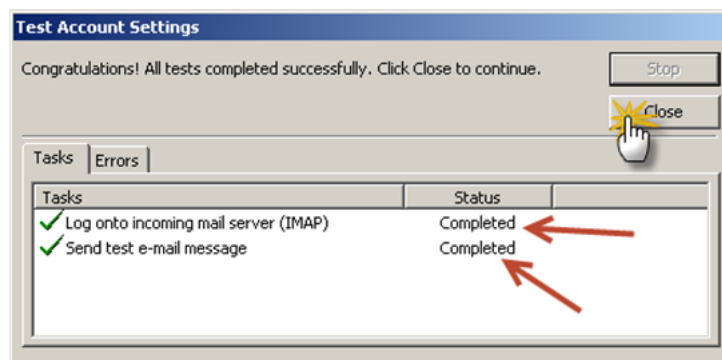 Test Account Settings
Congratulations! All tests completed successfully. Click Close to continue.
Stop
Close
Tasks Errors
Tasks Status
Log onto incoming mail server (IMAP) Completed
Send test e-mail message Completed